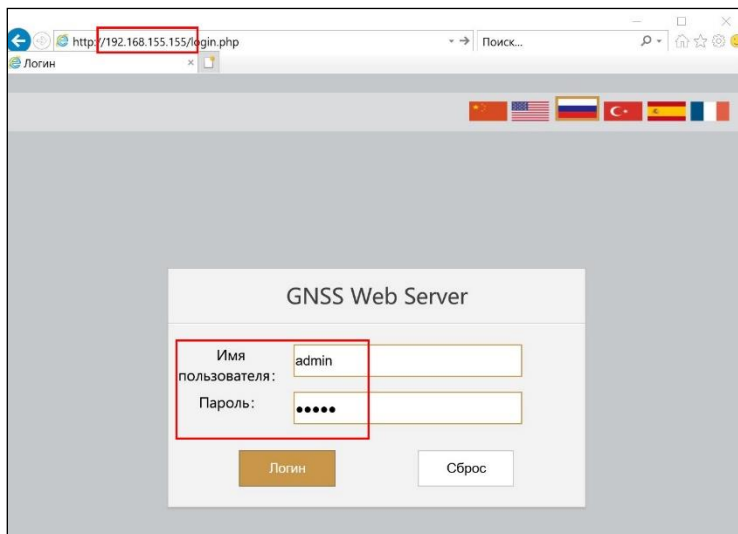 http://192.168.155.155/login.php
Поиск...
Логин
GNSS Web Server
Имя
пользователя:
admin
Пароль:
•••••
Логин
Сброс